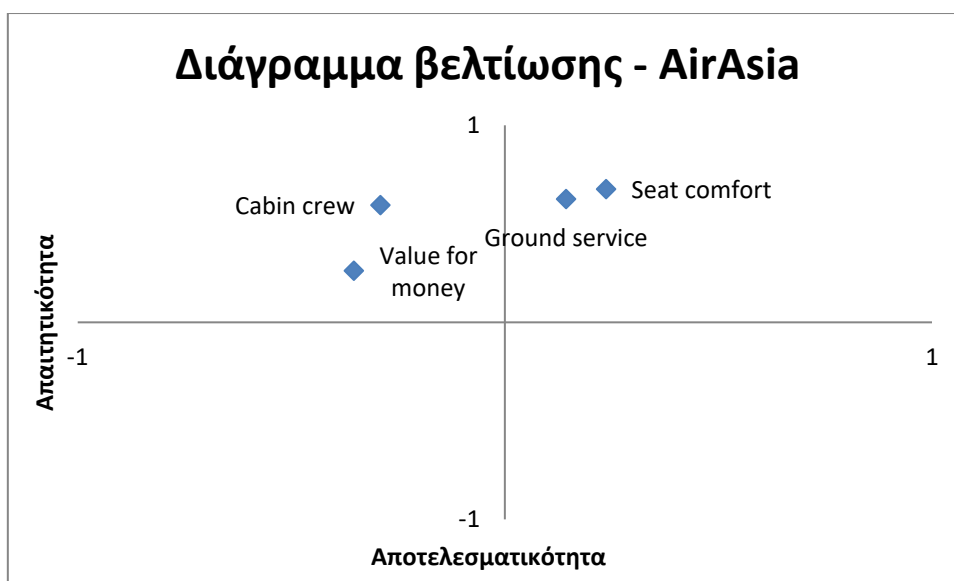 Διάγραμμα βελτίωσης - AirAsia
1
Cabin crew
Seat comfort
Ground service
Value for
money
Απαιτητικότητα
-1
1
-1
Αποτελεσματικότητα